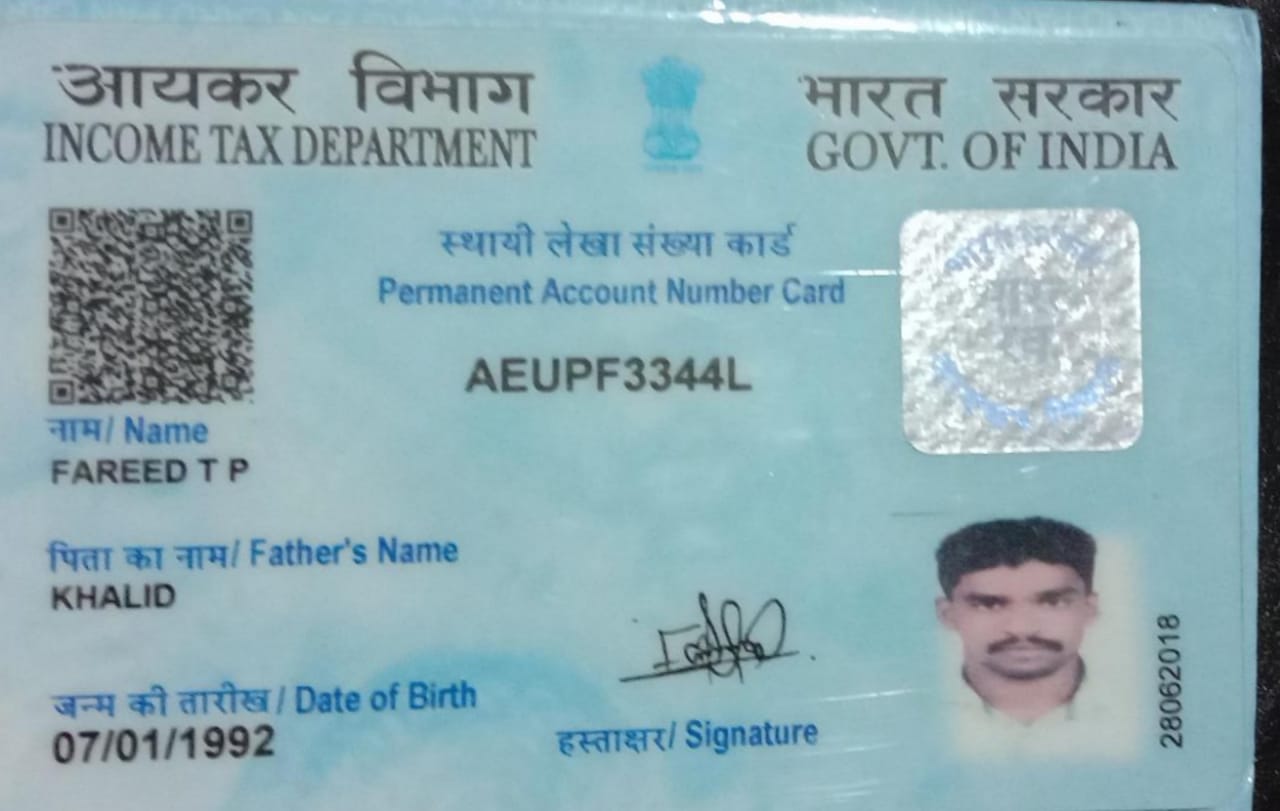 आयकर विभाग
INCOME TAX DEPARTMENT
भारत सरकार
GOVT. OF INDIA
स्थायी लेखा संख्या कार्ड
Permanent Account Number Card
AEUPF3344L
नाम/ Name
FAREED T P
पिता का नाम/ Father's Name
KHALID
जन्म की तारीख / Date of Birth
07/01/1992
हस्ताक्षर/ Signature
28062018